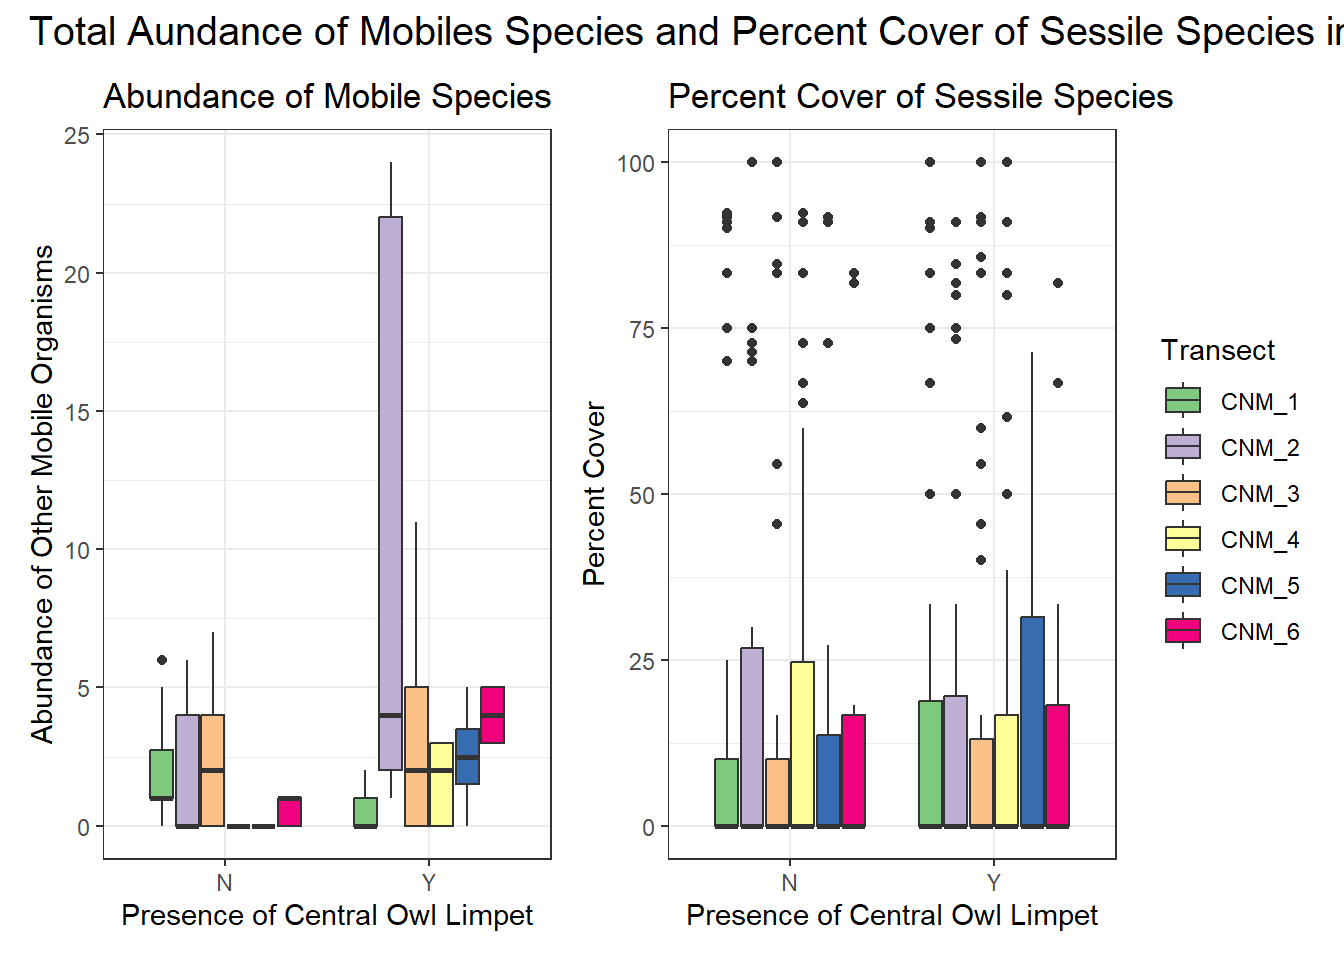 Total Aundance of Mobiles Species and Percent Cover of Sessile Species in
Abundance of Mobile Species
Percent Cover of Sessile Species
Abundance of Other Mobile Organisms
25
20
15
10
5
0
N
Y
Presence of Central Owl Limpet
Percent Cover
100
75
50
25
0
N
Y
Presence of Central Owl Limpet
Transect
CNM_1
CNM_2
CNM_3
CNM_4
CNM_5
CNM_6